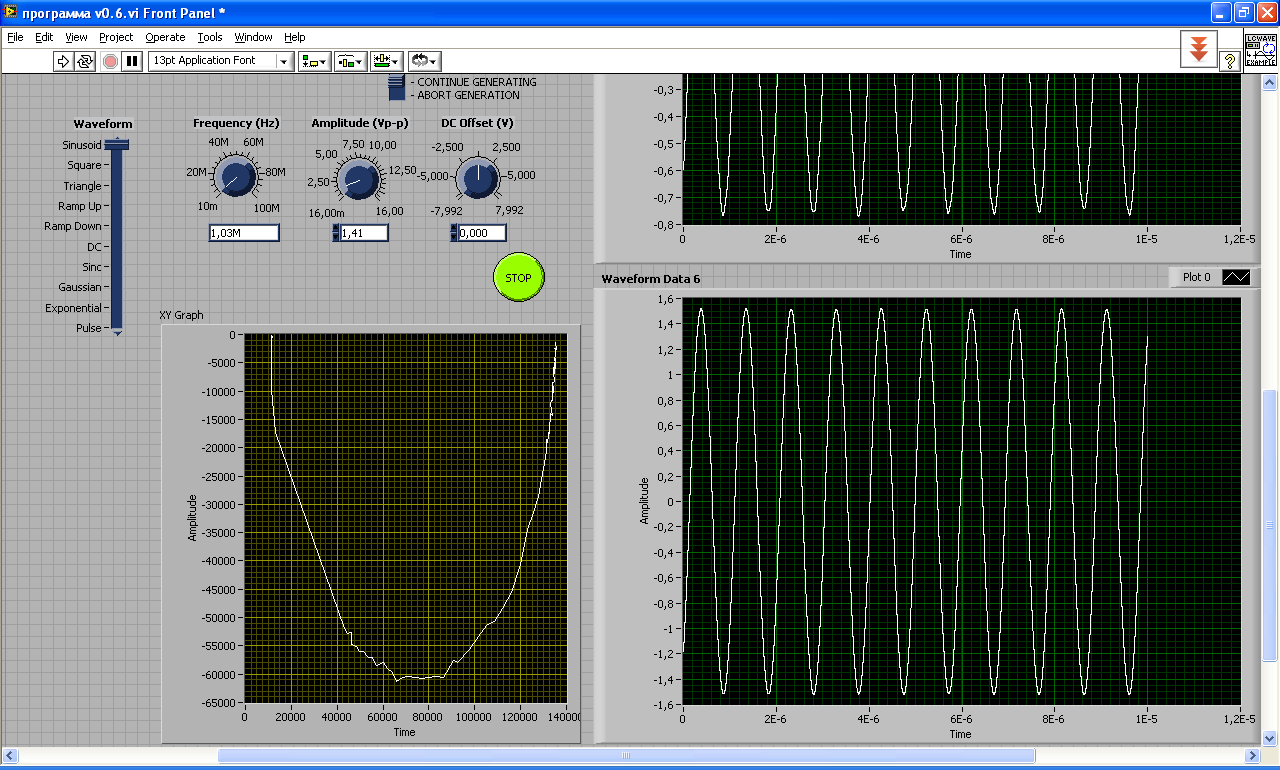 программа v0.6.vi Front Panel *
File Edit View Project Operate Tools Window Help
13pt Application Font
?
LCWAVE
EXAMPLE
- CONTINUE GENERATING
- ABORT GENERATION
Waveform
Sinusoid
Square
Triangle
Ramp Up
Ramp Down
DC
Sinc
Gaussian
Exponential
Pulse
Frequency (Hz)
40M 60M
20M 80M
10m 100M
1,03M
Amplitude (Vp-p)
7,50 10,00
5,00 12,50
2,50
16,00m 16,00
1,41
DC Offset (V)
-2,500 2,500
-5,000 5,000
-7,992 7,992
0,000
STOP
XY Graph
0
-5000
-10000
-15000
-20000
-25000
-30000
-35000
-40000
-45000
-50000
-55000
-60000
-65000
Amplitude
0 20000 40000 60000 80000 100000 120000 140000
Time
-0,3
-0,4
-0,5
-0,6
-0,7
-0,8
0 2E-6 4E-6 6E-6 8E-6 1E-5 1,2E-5
Time
Waveform Data 6
Plot 0
1,6
1,4
1,2
1
0,8
0,6
0,4
0,2
0
-0,2
-0,4
-0,6
-0,8
-1
-1,2
-1,4
-1,6
Amplitude
0 2E-6 4E-6 6E-6 8E-6 1E-5 1,2E-5
Time